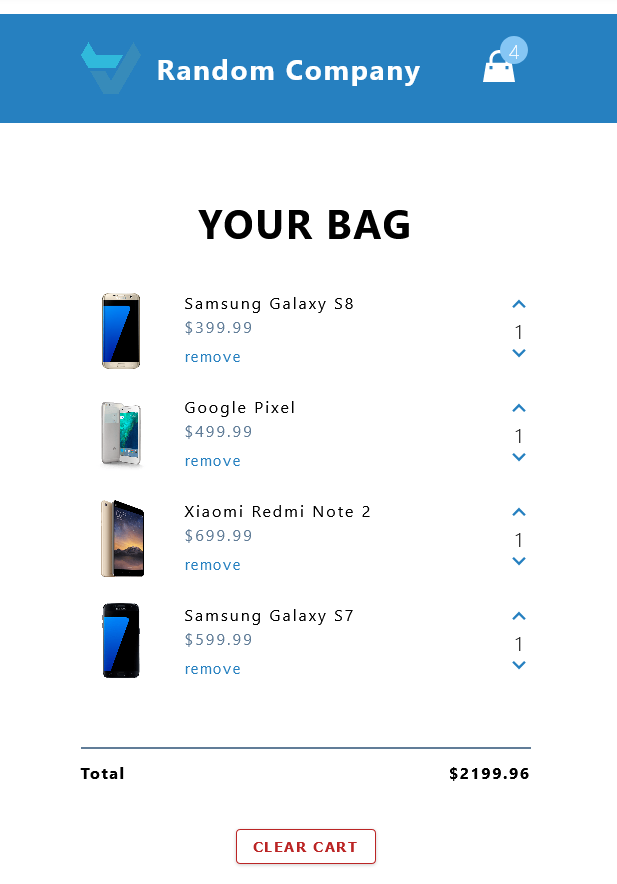 Random Company
4
YOUR BAG
Samsung Galaxy S8
$399.99
1
remove
Google Pixel
$499.99
1
remove
Xiaomi Redmi Note 2
$699.99
1
remove
Samsung Galaxy S7
$599.99
1
remove
Total $2199.96
CLEAR CART